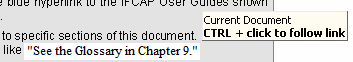 e blue hyperlink to the IFCAP User Guides shown
.
to specific sections of this document.
like "See the Glossary in Chapter 9."
Current Document
CTRL + click to follow link